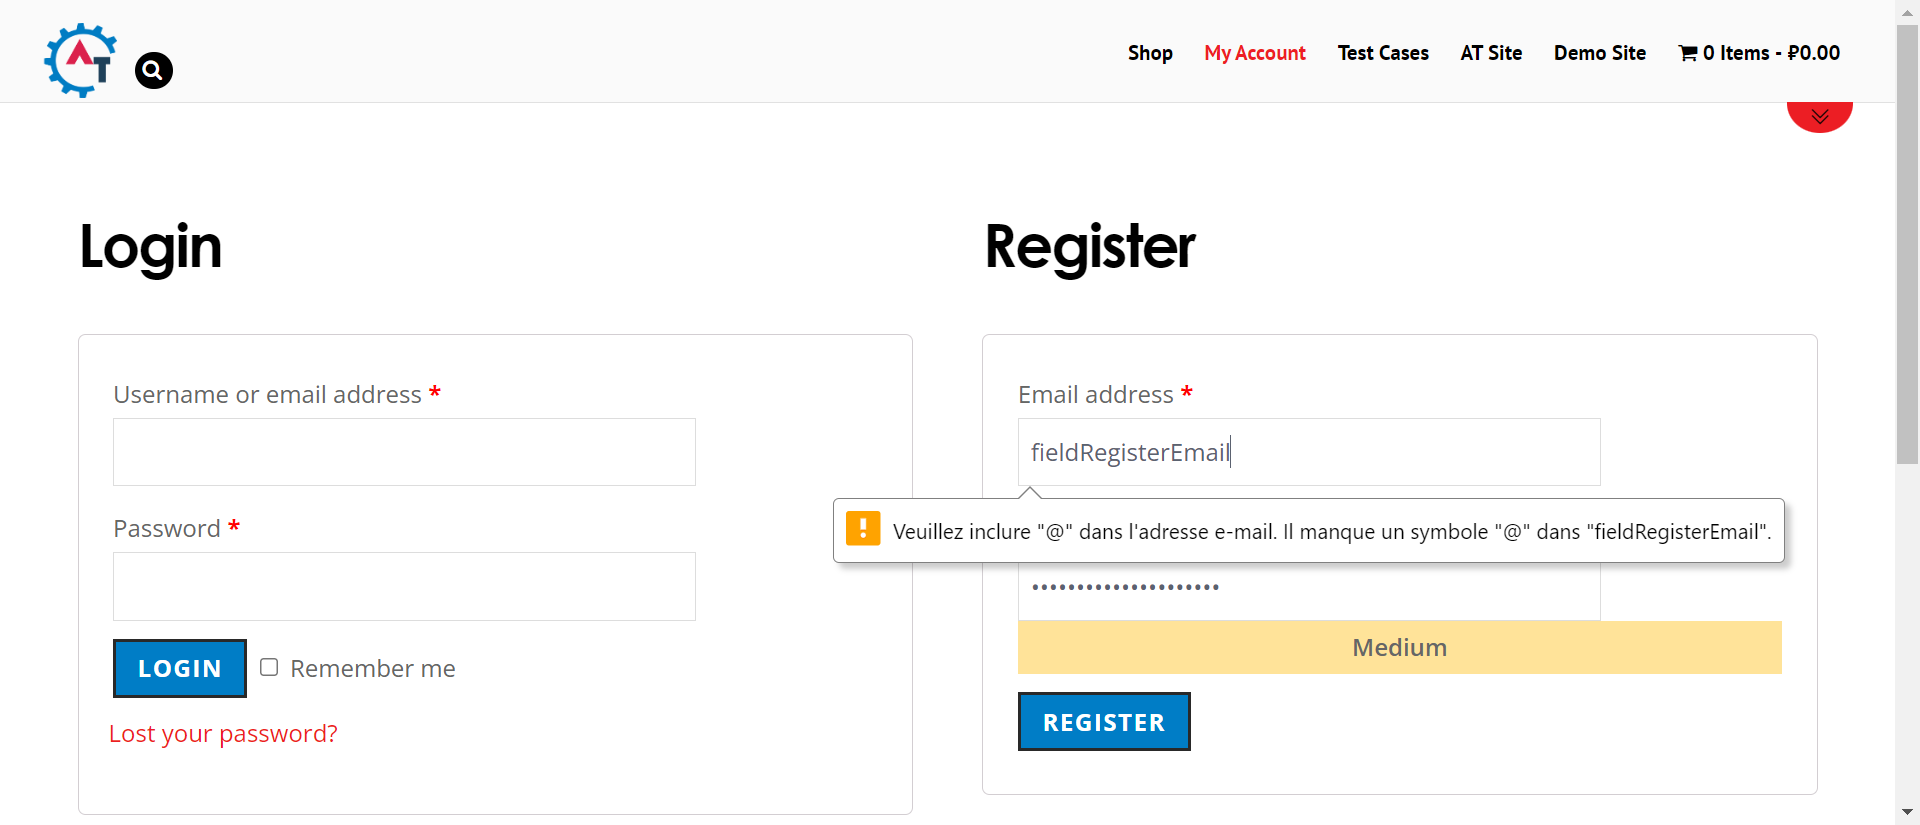 AT
Shop My Account Test Cases AT Site Demo Site 0 Items - ₽0.00
Login
Register
Username or email address *
Password *
LOGIN Remember me
Lost your password?
Email address *
fieldRegisterEmail
Veuillez inclure "@" dans l'adresse e-mail. Il manque un symbole "@" dans "fieldRegisterEmail".
•••••••••••••••••••••
Medium
REGISTER